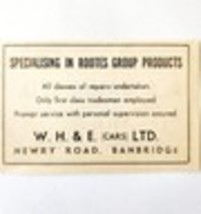 SPECIALISING IN ROOTES GROUP PRODUCTS
All classes of repairs undertaken
Only first class tradesmen employed
Prompt service with personal supervision assured
W. H. & E. (CARS) LTD.
NEWRY ROAD, BANBRIDGE